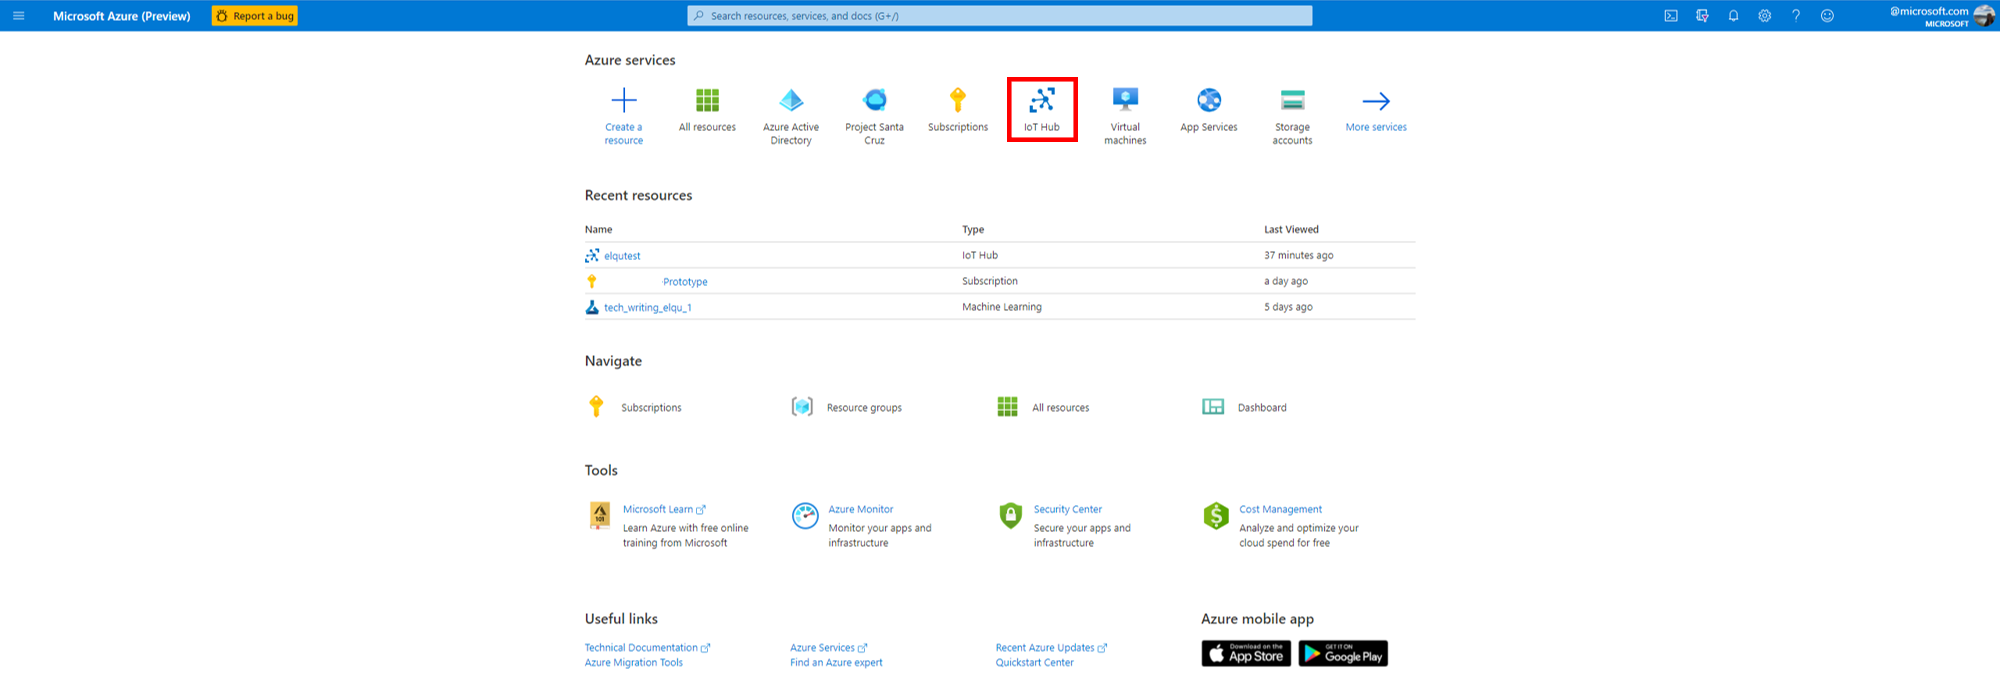 Microsoft Azure (Preview)
Report a bug
Search resources, services, and docs (G+/)
@microsoft.com
MICROSOFT
Azure services
Create a
resource
All resources
Azure Active
Directory
Project Santa
Cruz
Subscriptions
IoT Hub
Virtual
machines
App Services
Storage
accounts
More services
Recent resources
Name Type Last Viewed
elqutest IoT Hub 37 minutes ago
Prototype Subscription a day ago
tech_writing_elqu_1 Machine Learning 5 days ago
Navigate
Subscriptions Resource groups All resources Dashboard
Tools
Microsoft Learn
Learn Azure with free online
training from Microsoft
Azure Monitor
Monitor your apps and
infrastructure
Security Center
Secure your apps and
infrastructure
Cost Management
Analyze and optimize your
cloud spend for free
Useful links
Technical Documentation Azure Services Recent Azure Updates
Azure Migration Tools Find an Azure expert Quickstart Center
Azure mobile app
Download on the
App Store
GET IT ON
Google Play